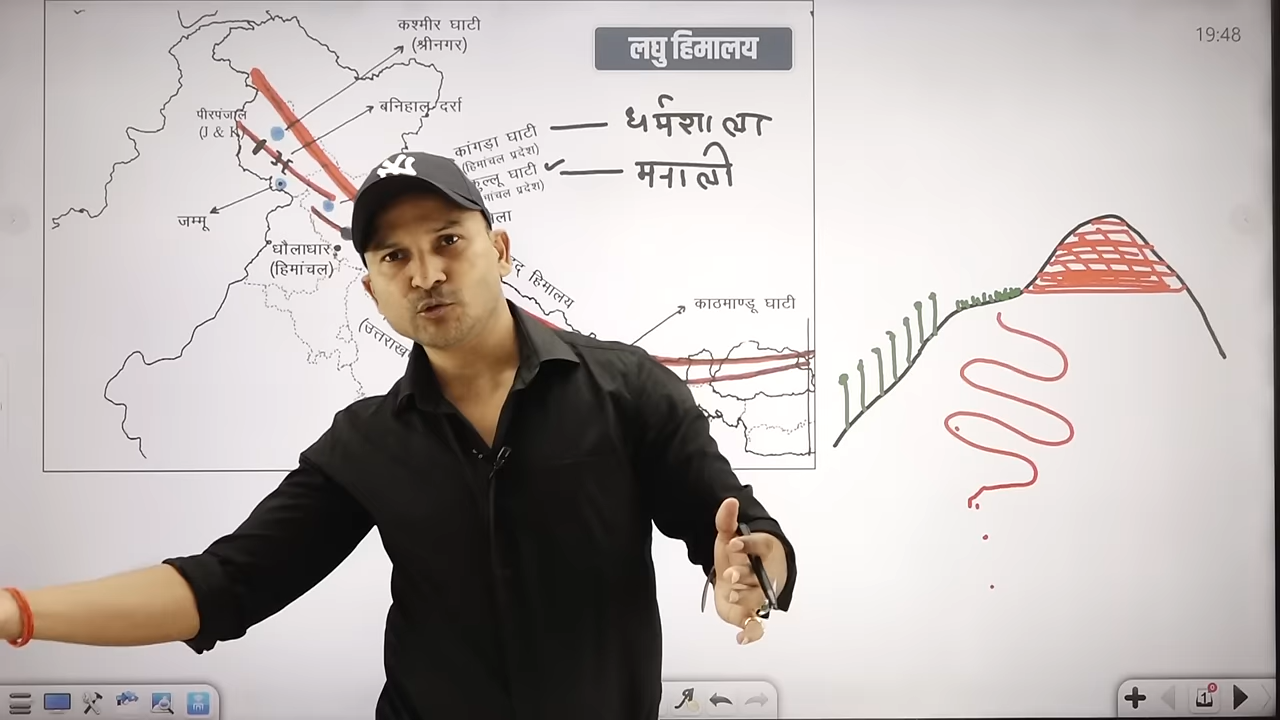 19:48
लघु हिमालय
कश्मीर घाटी
(श्रीनगर)
बनिहाल दर्रा
पीरपंजाल
(J & K)
कांगड़ा घाटी
(हिमांचल प्रदेश)
धर्मशाला
कुल्लू घाटी
मनाली
जम्मू
धौलाधार
(हिमांचल)
हिमालय
काठमाण्डू घाटी
1